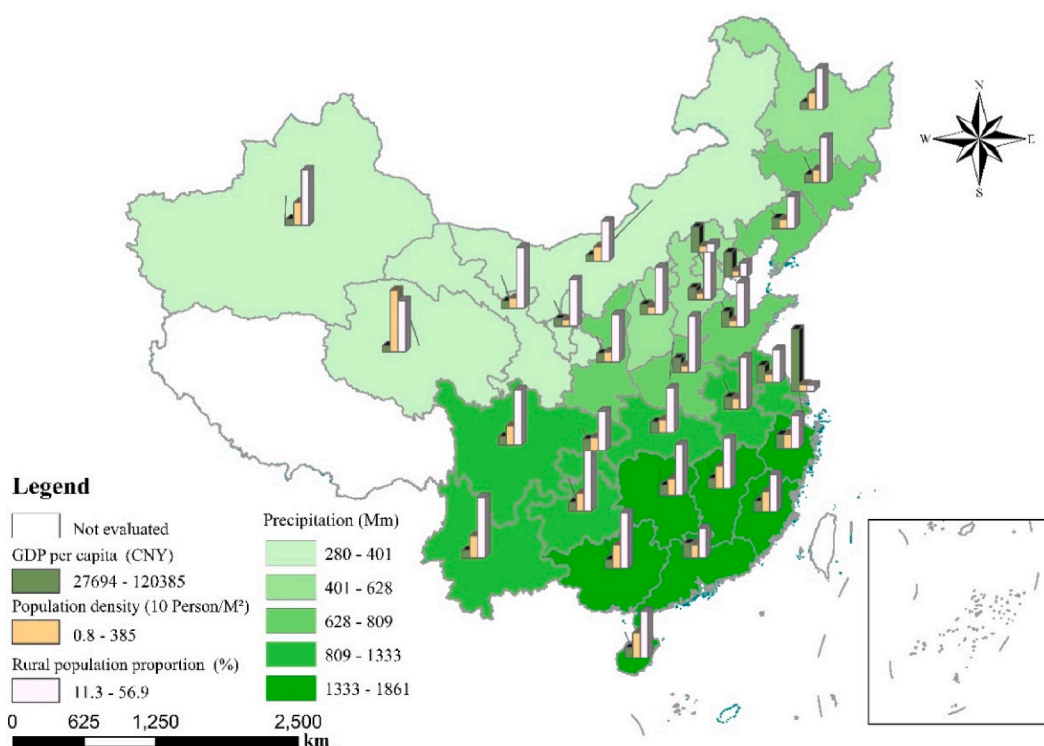 N
W
E
S
Legend
Not evaluated
GDP per capita (CNY)
27694 - 120385
Population density (10 Person/M²)
0.8 - 385
Rural population proportion (%)
11.3 - 56.9
Precipitation (Mm)
280 - 401
401 - 628
628 - 809
809 - 1333
1333 - 1861
0 625 1,250 2,500
km